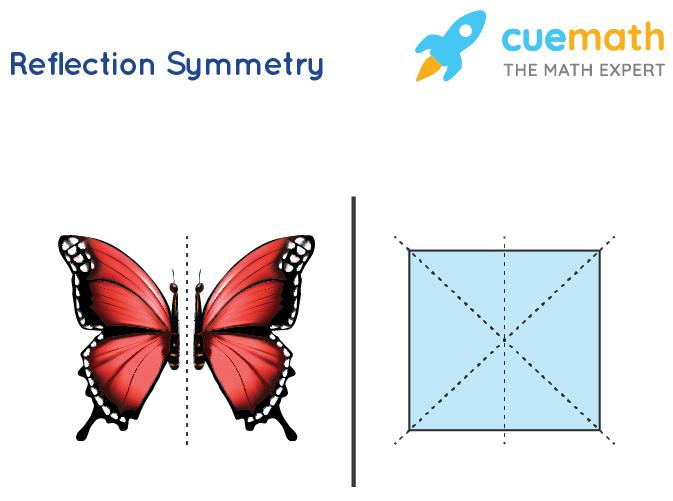 Reflection Symmetry
cuemath
THE MATH EXPERT